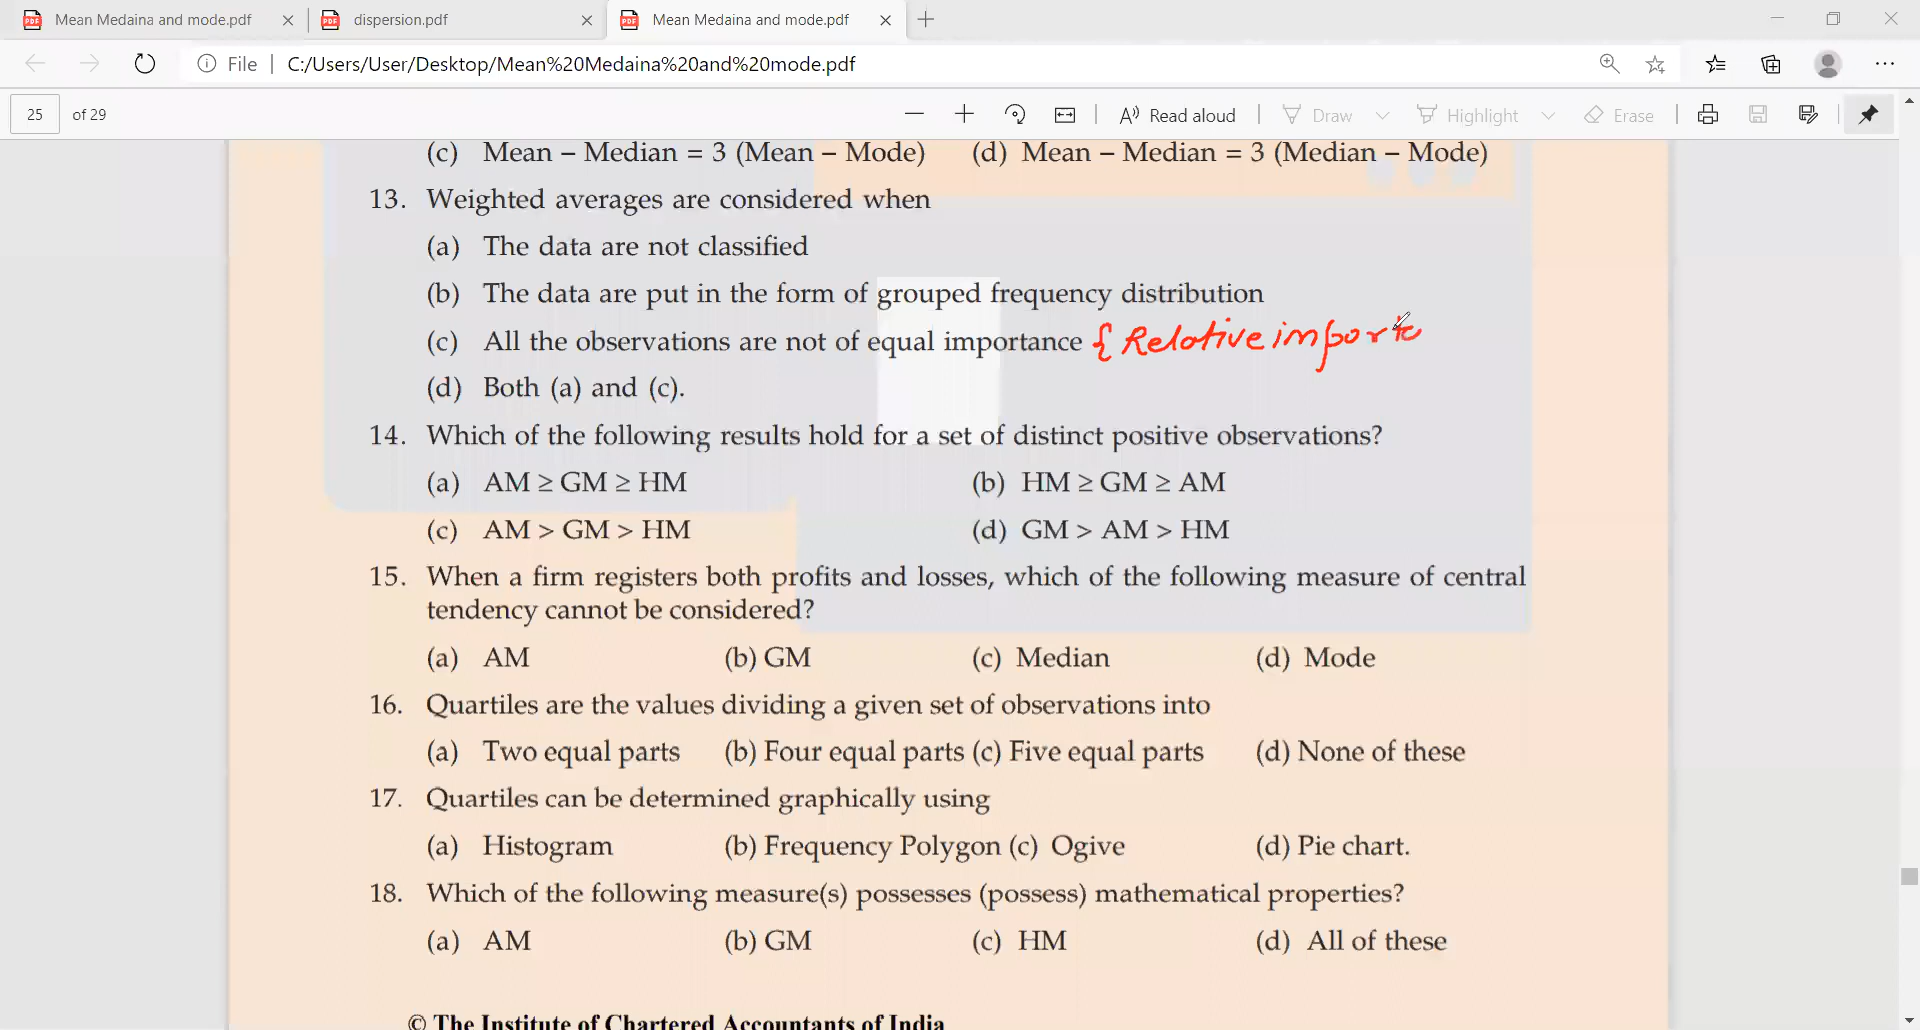 Mean Medaina and mode.pdf dispersion.pdf Mean Medaina and mode.pdf
File C:/Users/User/Desktop/Mean%20Medaina%20and%20mode.pdf
25 of 29 Read aloud Draw Highlight Erase
(c) Mean – Median = 3 (Mean – Mode) (d) Mean – Median = 3 (Median – Mode)
13. Weighted averages are considered when
(a) The data are not classified
(b) The data are put in the form of grouped frequency distribution
(c) All the observations are not of equal importance { Relative importc
(d) Both (a) and (c).
14. Which of the following results hold for a set of distinct positive observations?
(a) AM ≥ GM ≥ HM (b) HM ≥ GM ≥ AM
(c) AM > GM > HM (d) GM > AM > HM
15. When a firm registers both profits and losses, which of the following measure of central
tendency cannot be considered?
(a) AM (b) GM (c) Median (d) Mode
16. Quartiles are the values dividing a given set of observations into
(a) Two equal parts (b) Four equal parts (c) Five equal parts (d) None of these
17. Quartiles can be determined graphically using
(a) Histogram (b) Frequency Polygon (c) Ogive (d) Pie chart.
18. Which of the following measure(s) possesses (possess) mathematical properties?
(a) AM (b) GM (c) HM (d) All of these
© The Institute of Chartered Accountants of India